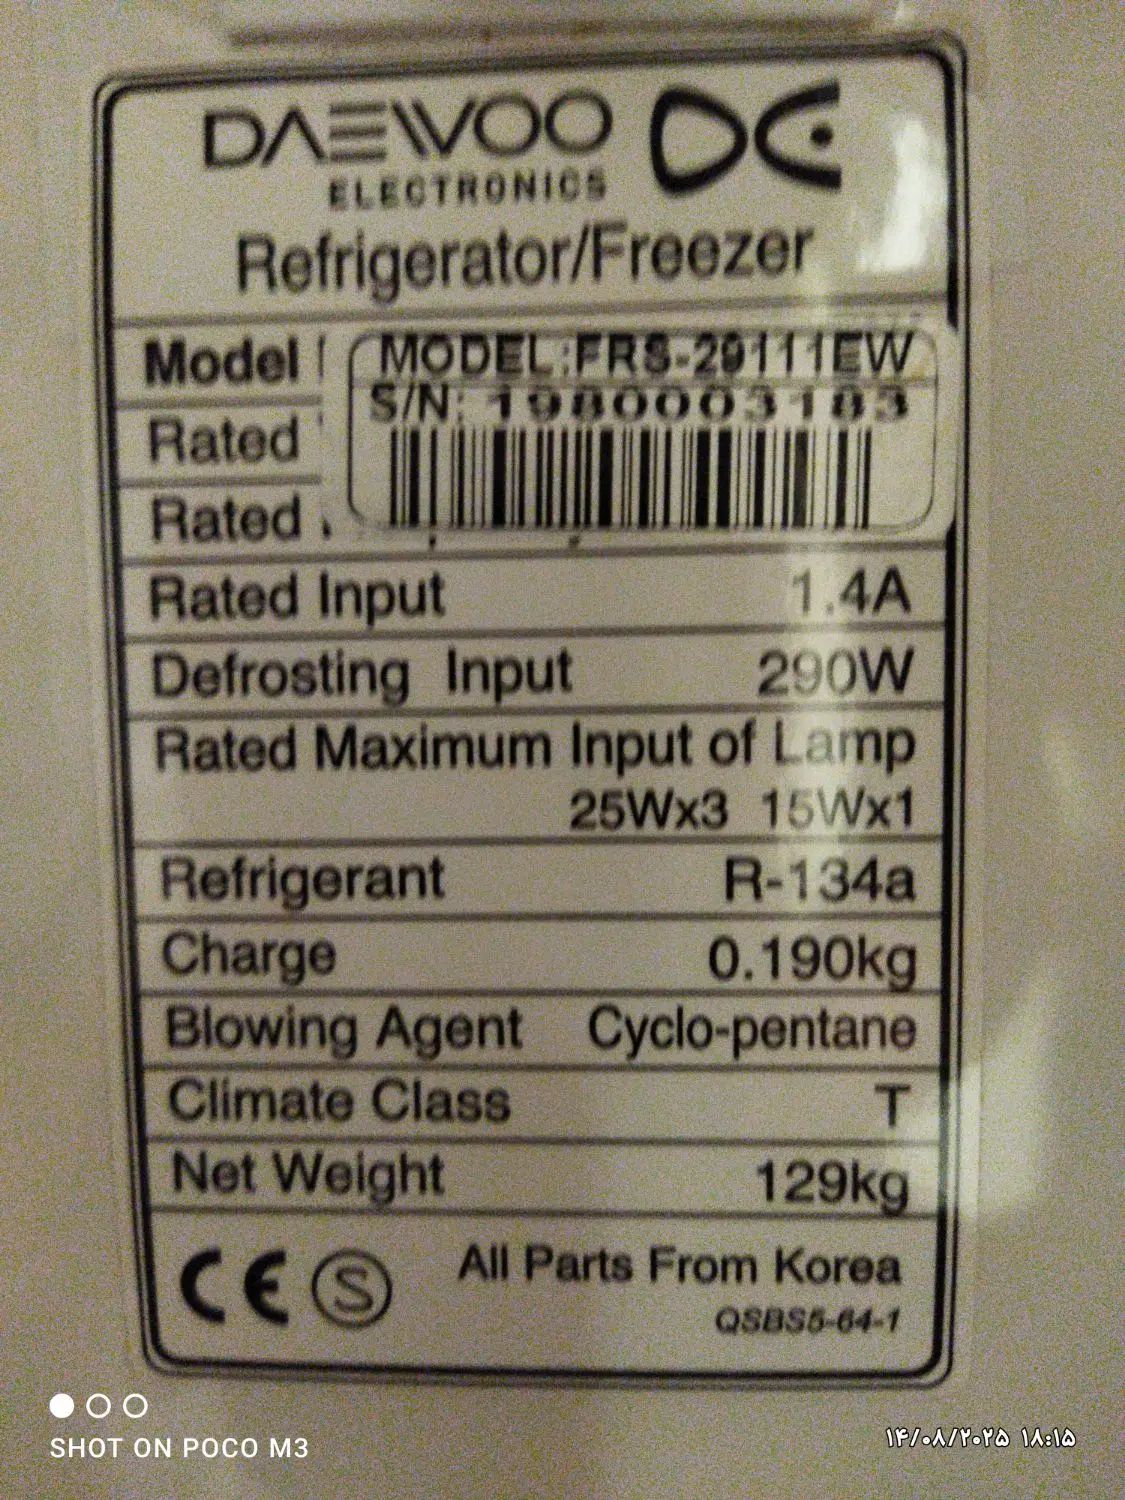 DAEWOO
ELECTRONICS
Refrigerator/Freezer
Model
MODEL:FRS-29111EW
S/N: 1980003183
Rated
Rated
Rated Input 1.4A
Defrosting Input 290W
Rated Maximum Input of Lamp
25Wx3 15Wx1
Refrigerant R-134a
Charge 0.190kg
Blowing Agent Cyclo-pentane
Climate Class T
Net Weight 129kg
CE S All Parts From Korea
QSBS5-64-1
SHOT ON POCO M3
۱۴/۰۸/۲۰۲۵ ۱۸:۱۵